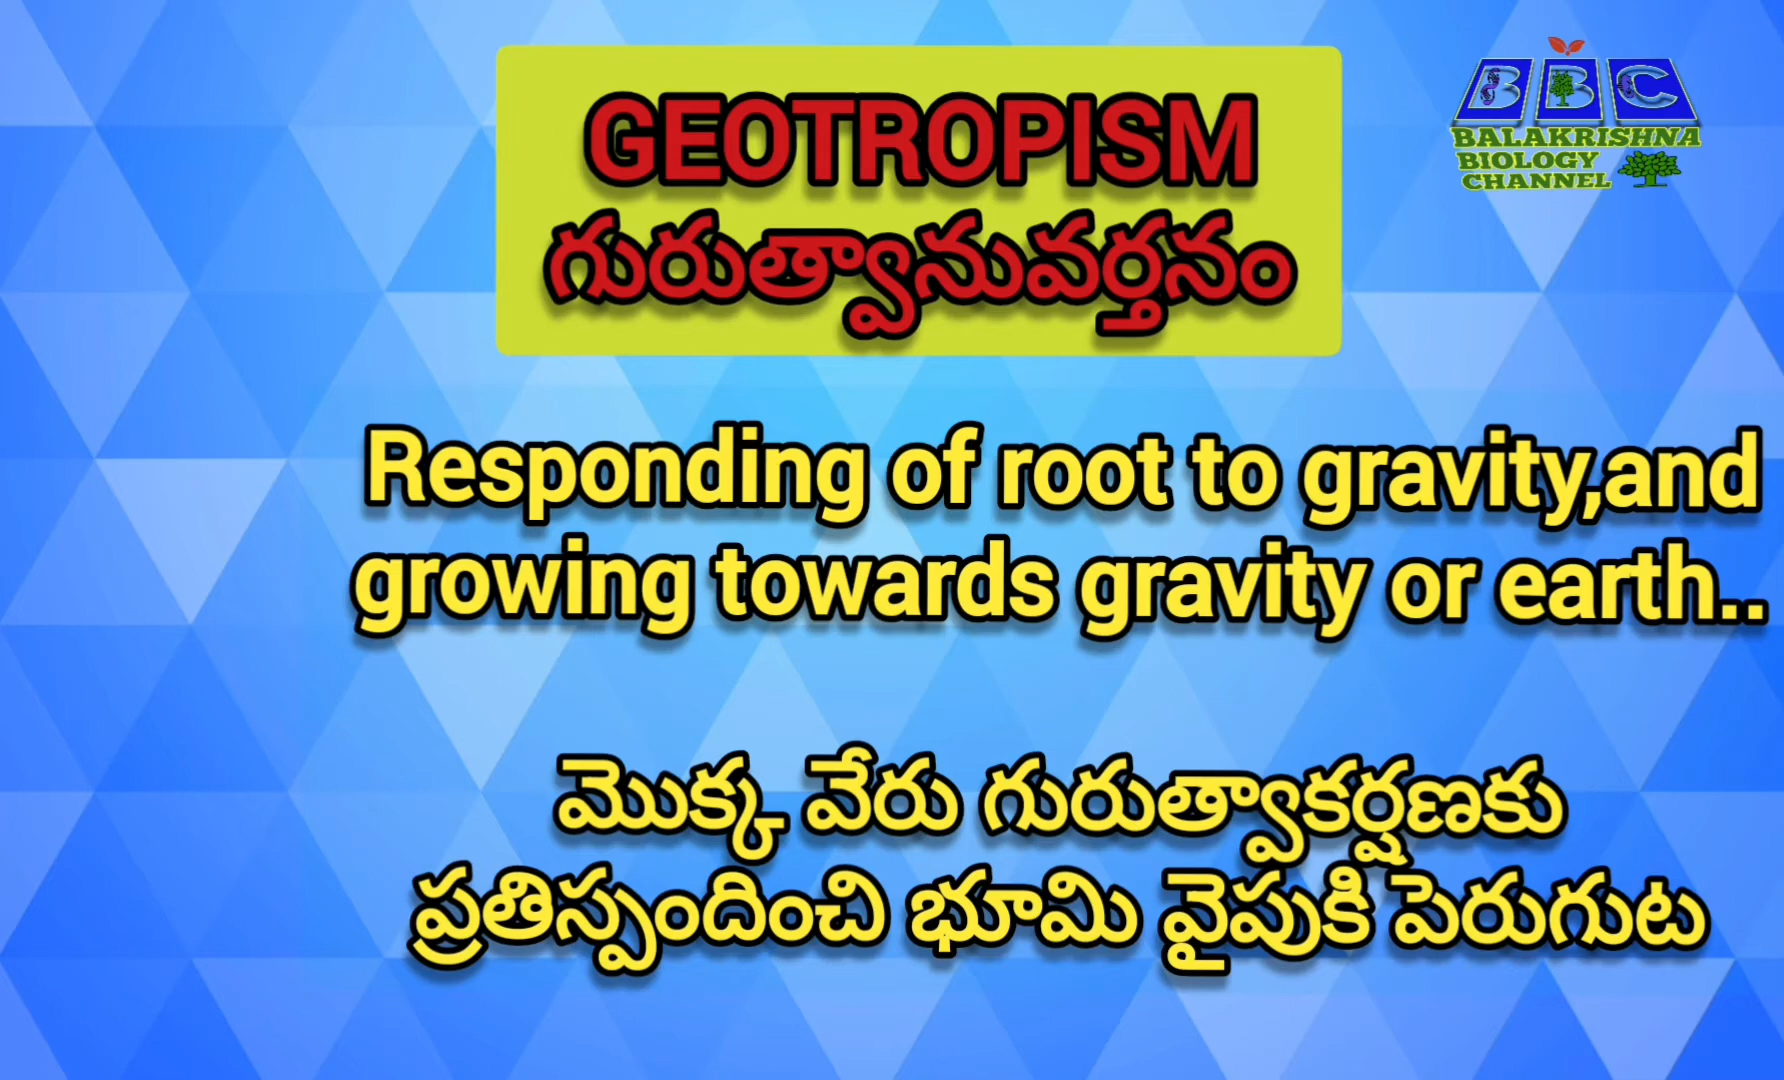 GEOTROPISM
గురుత్వానువర్తనం
BBC
BALAKRISHNA
BIOLOGY
CHANNEL
Responding of root to gravity,and
growing towards gravity or earth..
మొక్క వేరు గురుత్వాకర్షణకు
ప్రతిస్పందించి భూమి వైపుకి పెరుగుట